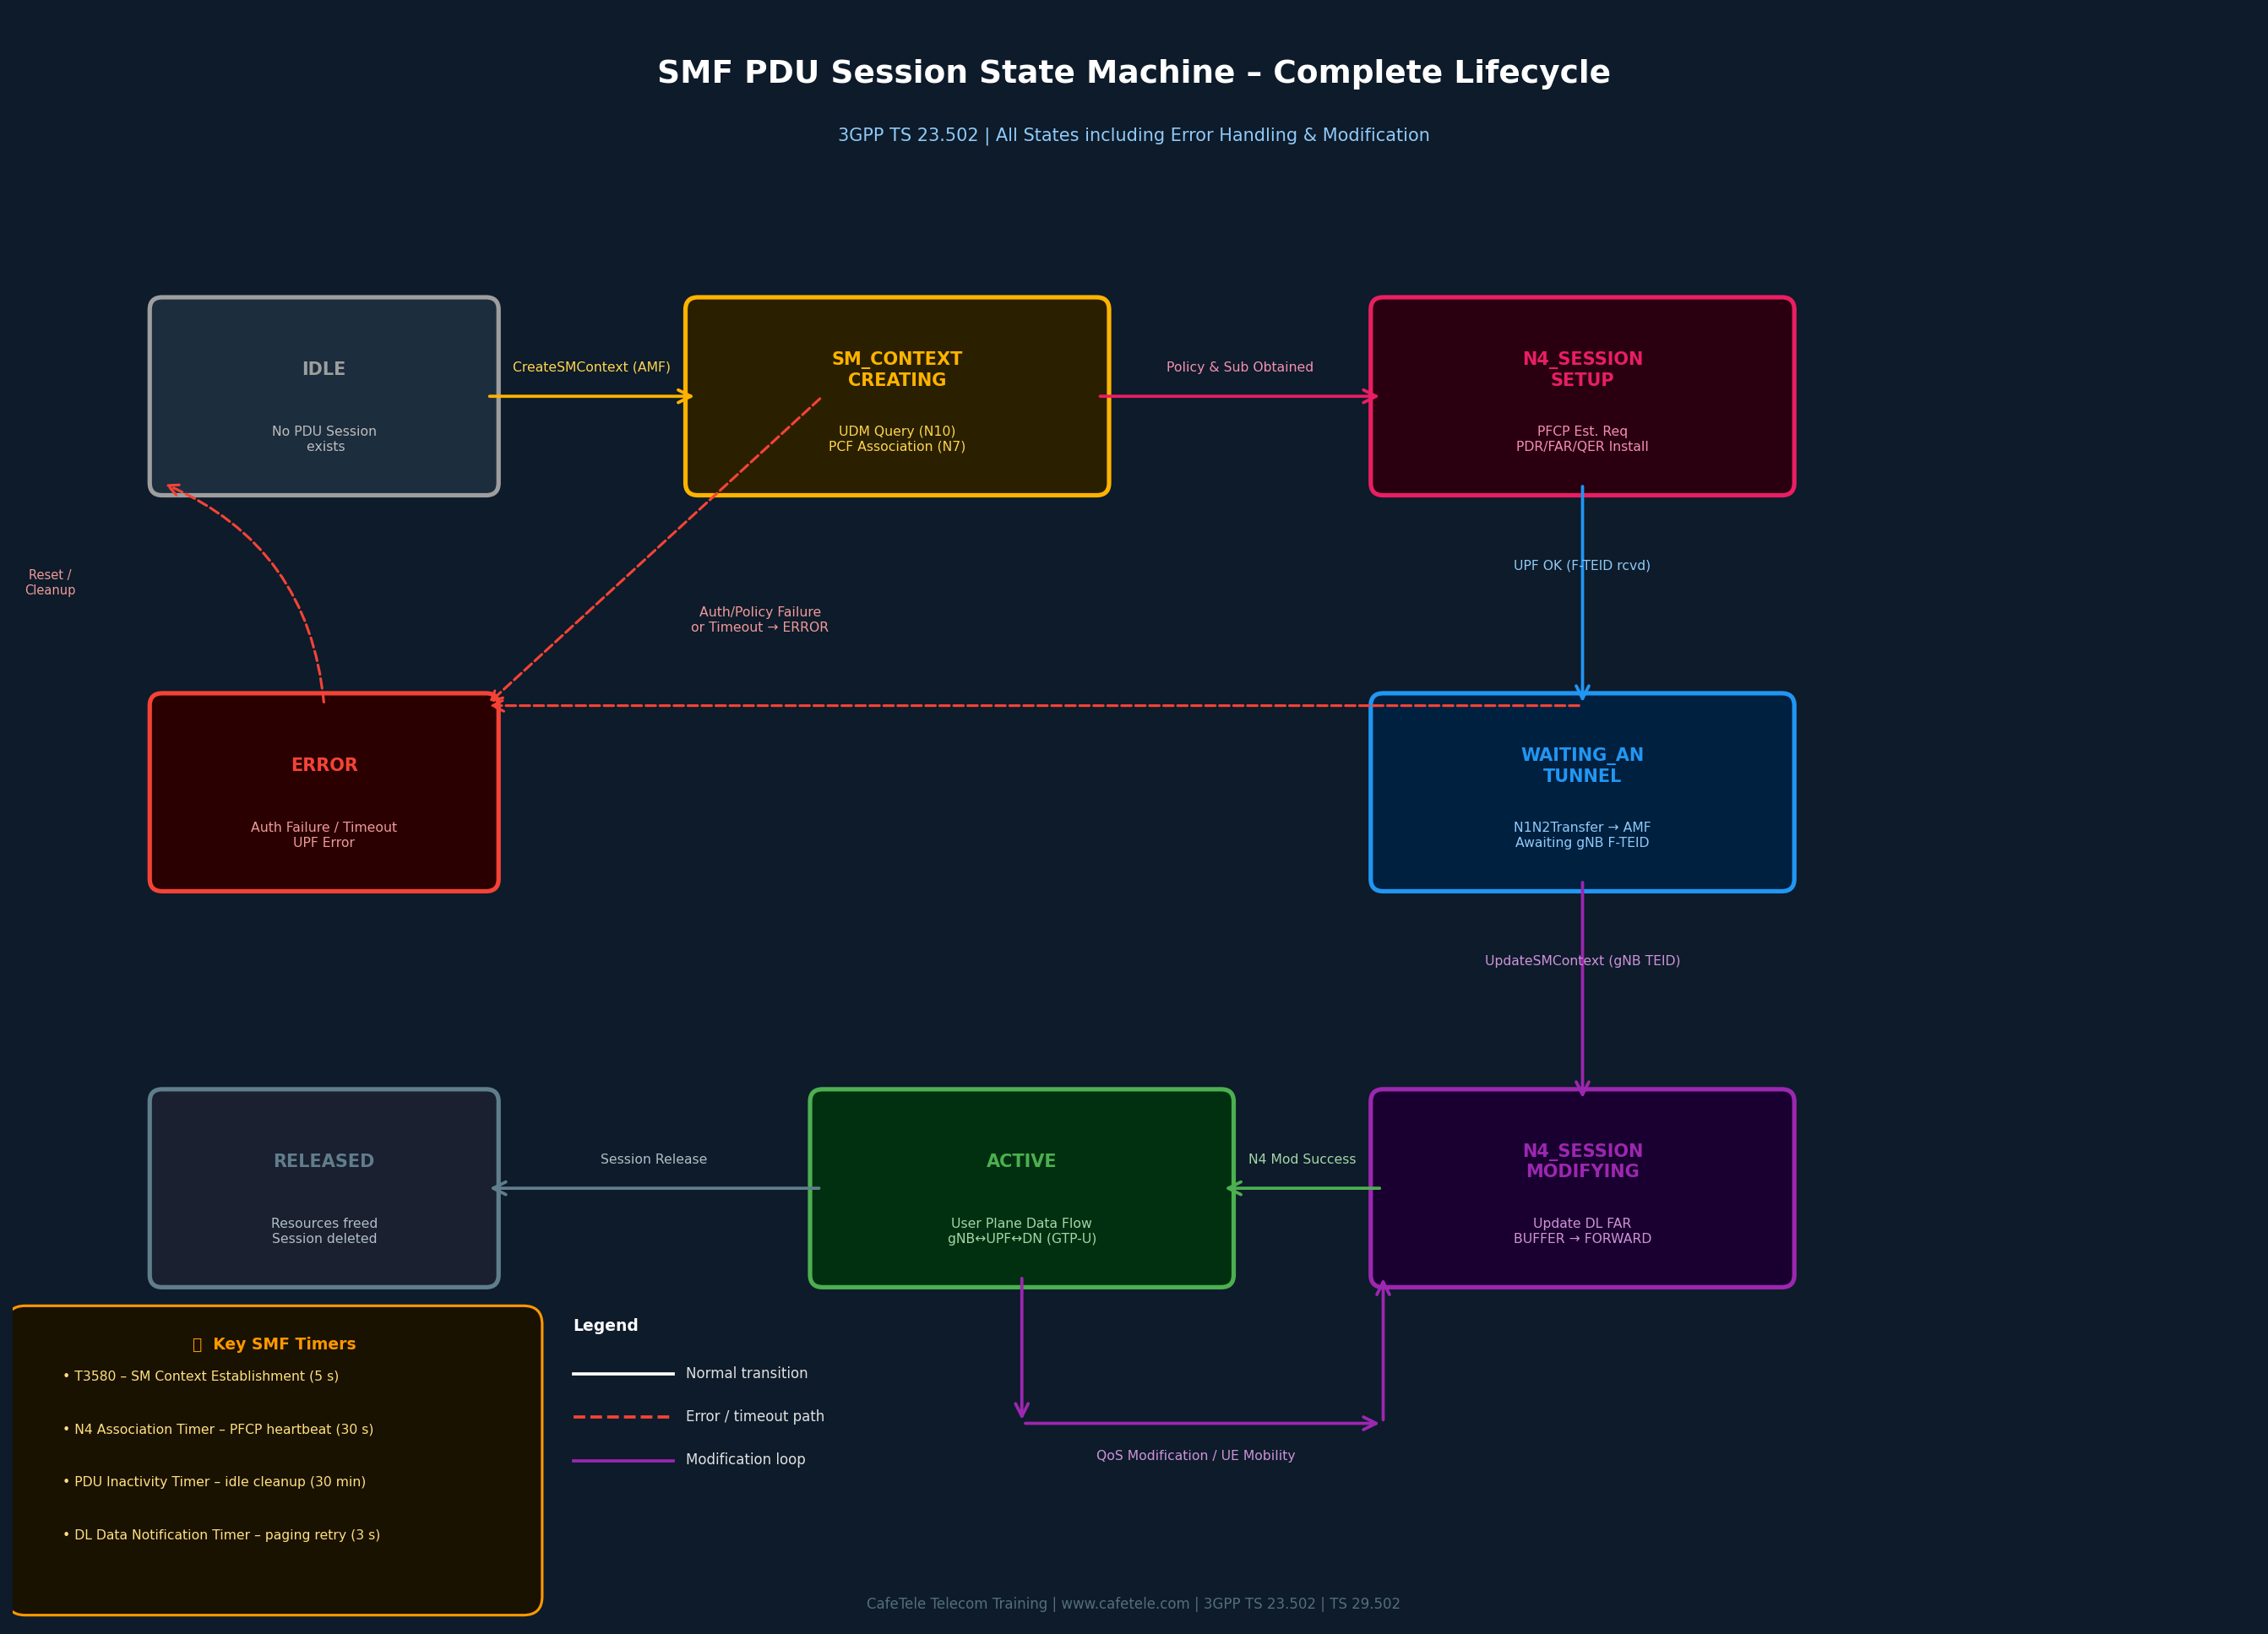 SMF PDU Session State Machine – Complete Lifecycle
3GPP TS 23.502 | All States including Error Handling & Modification
IDLE
No PDU Session
exists
CreateSMContext (AMF)
SM_CONTEXT
CREATING
UDM Query (N10)
PCF Association (N7)
Policy & Sub Obtained
N4_SESSION
SETUP
PFCP Est. Req
PDR/FAR/QER Install
UPF OK (F-TEID rcvd)
Reset /
Cleanup
Auth/Policy Failure
or Timeout → ERROR
ERROR
Auth Failure / Timeout
UPF Error
WAITING_AN
TUNNEL
N1N2Transfer → AMF
Awaiting gNB F-TEID
UpdateSMContext (gNB TEID)
RELEASED
Resources freed
Session deleted
Session Release
ACTIVE
User Plane Data Flow
gNB↔UPF↔DN (GTP-U)
N4 Mod Success
N4_SESSION
MODIFYING
Update DL FAR
BUFFER → FORWARD
Key SMF Timers
• T3580 – SM Context Establishment (5 s)
• N4 Association Timer – PFCP heartbeat (30 s)
• PDU Inactivity Timer – idle cleanup (30 min)
• DL Data Notification Timer – paging retry (3 s)
Legend
Normal transition
Error / timeout path
Modification loop
QoS Modification / UE Mobility
CafeTele Telecom Training | www.cafetele.com | 3GPP TS 23.502 | TS 29.502